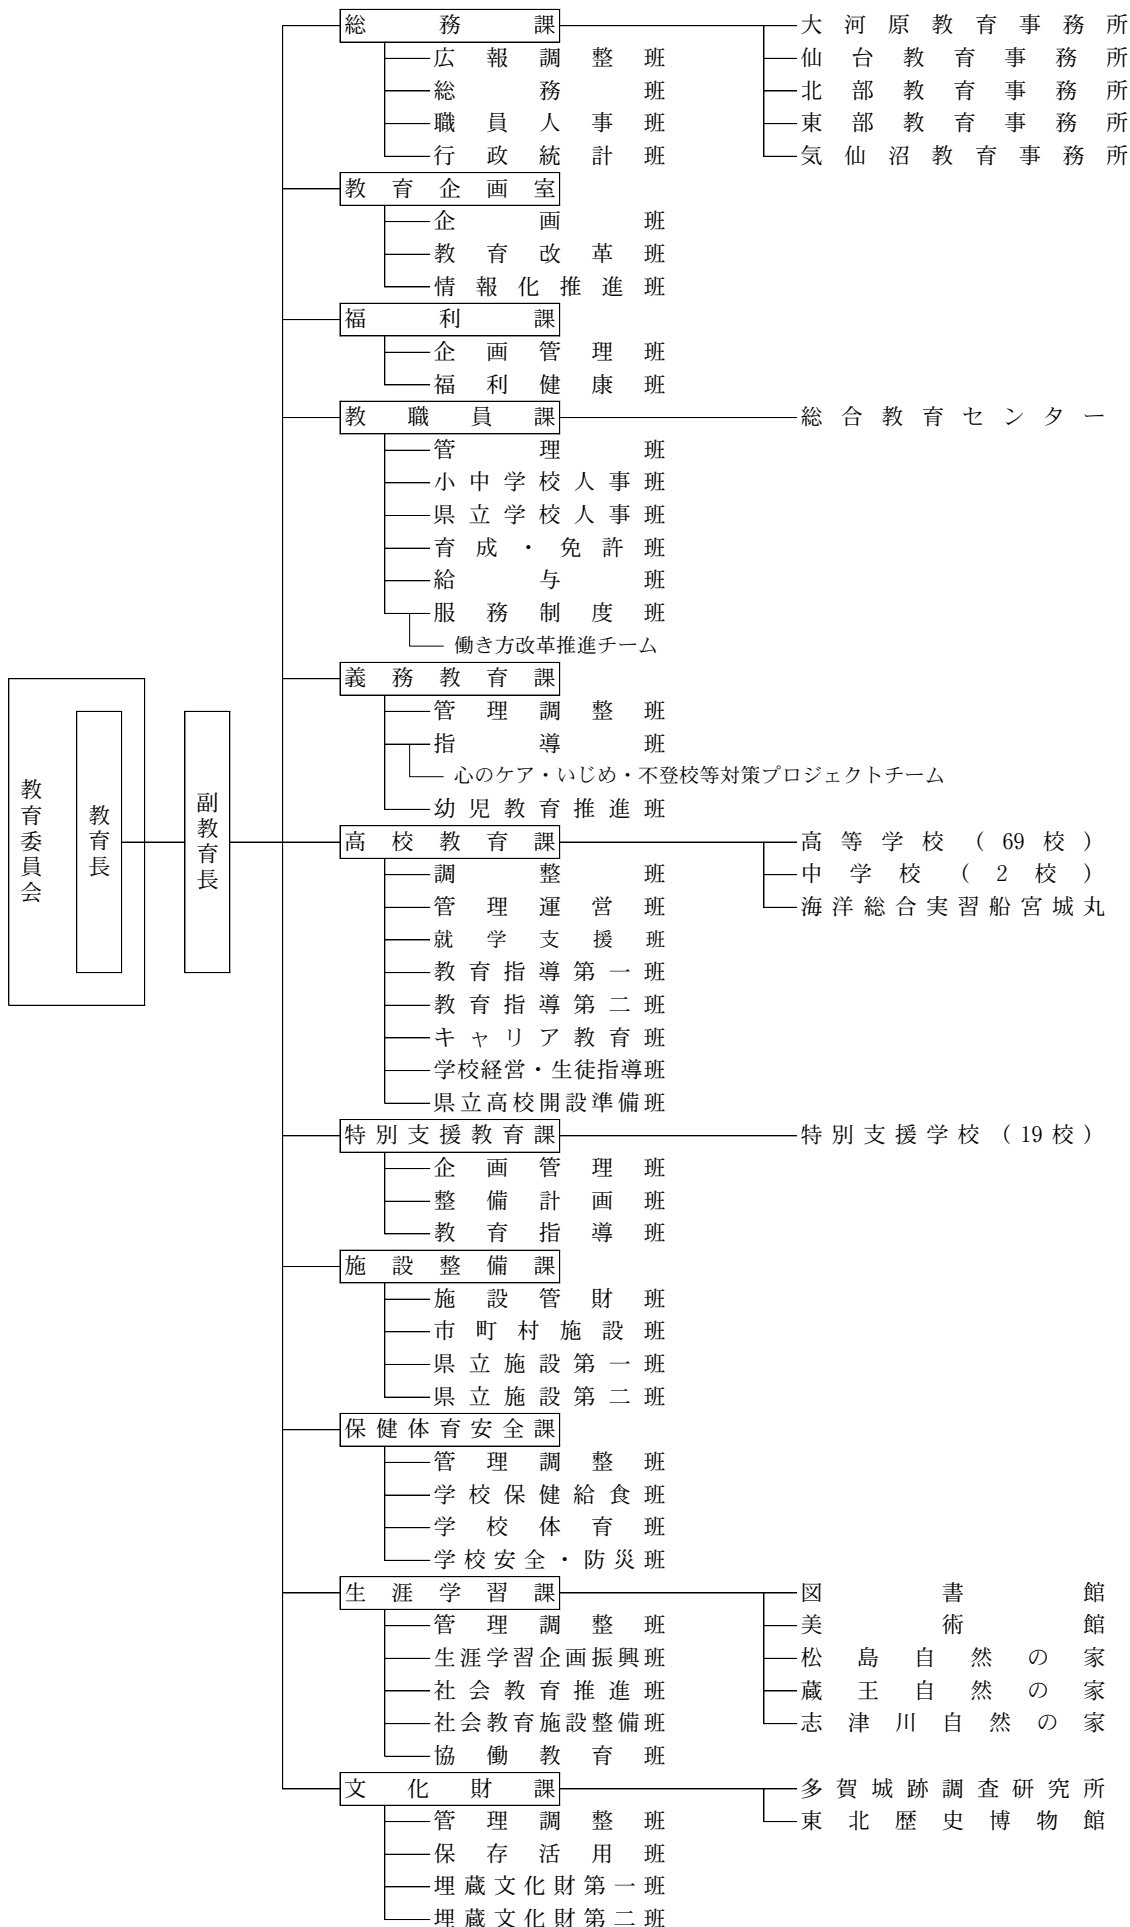 総務課 大河原教育事務所
広報調整班 仙台教育事務所
総務班 北部教育事務所
職員人事班 東部教育事務所
行政統計班 気仙沼教育事務所
教育企画室
企画班
教育改革班
情報化推進班
福利課
企画管理班
福利健康班
教職員課 総合教育センター
管理班
小中学校人事班
県立学校人事班
育成・免許班
給与班
服務制度班
働き方改革推進チーム
義務教育課
管理調整班
指導班
心のケア・いじめ・不登校等対策プロジェクトチーム
幼児教育推進班
教育委員会
教育長
副教育長
高校教育課 高等学校(69校)
調整班 中学校(2校)
管理運営班 海洋総合実習船宮城丸
就学支援班
教育指導第一班
教育指導第二班
キャリア教育班
学校経営・生徒指導班
県立高校開設準備班
特別支援教育課 特別支援学校(19校)
企画管理班
整備計画班
教育指導班
施設整備課
施設管財班
市町村施設班
県立施設第一班
県立施設第二班
保健体育安全課
管理調整班
学校保健給食班
学校体育班
学校安全・防災班
生涯学習課 図書館
管理調整班 美術館
生涯学習企画振興班 松島自然の家
社会教育推進班 蔵王自然の家
社会教育施設整備班 志津川自然の家
協働教育班
文化財課 多賀城跡調査研究所
管理調整班 東北歴史博物館
保存活用班
埋蔵文化財第一班
埋蔵文化財第二班